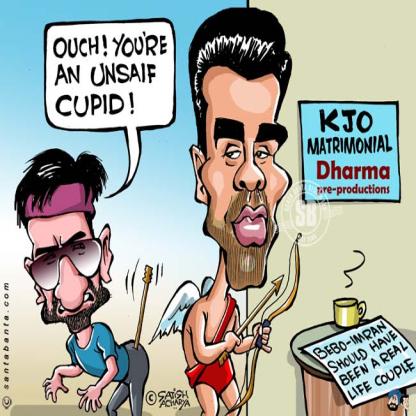 OUCH! YOU'RE
AN UNSAIF
CUPID!
KJO
MATRIMONIAL
Dharma
pre-productions
SB
BEBO-IMRAN
SHOULD HAVE
BEEN A REAL
LIFE COUPLE
© santabanta.com
© SATISH
ACHARYA